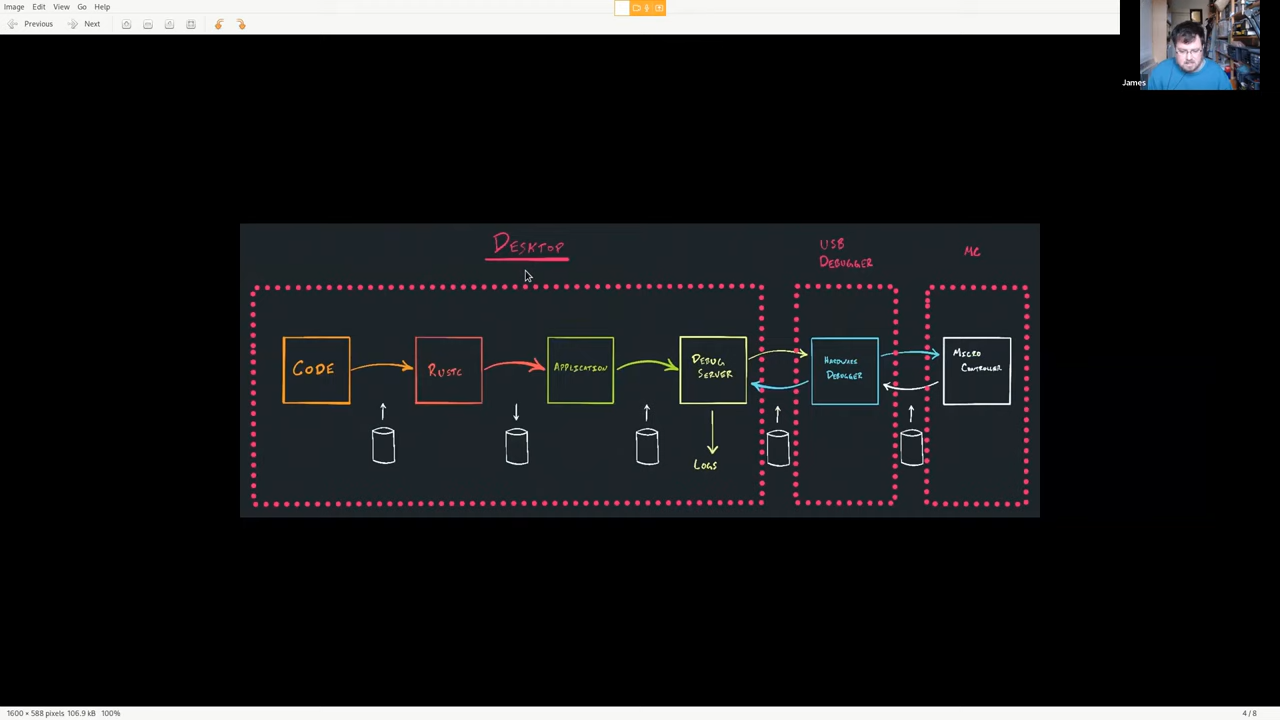 Image Edit View Go Help
Previous Next
James
DESKTOP
USB
DEBUGGER
MC
CODE
RUSTC
APPLICATION
DEBUG
SERVER
HARDWARE
DEBUGGER
MICRO
CONTROLLER
LOGS
1600 × 588 pixels 106.9 kB 100%
4 / 8